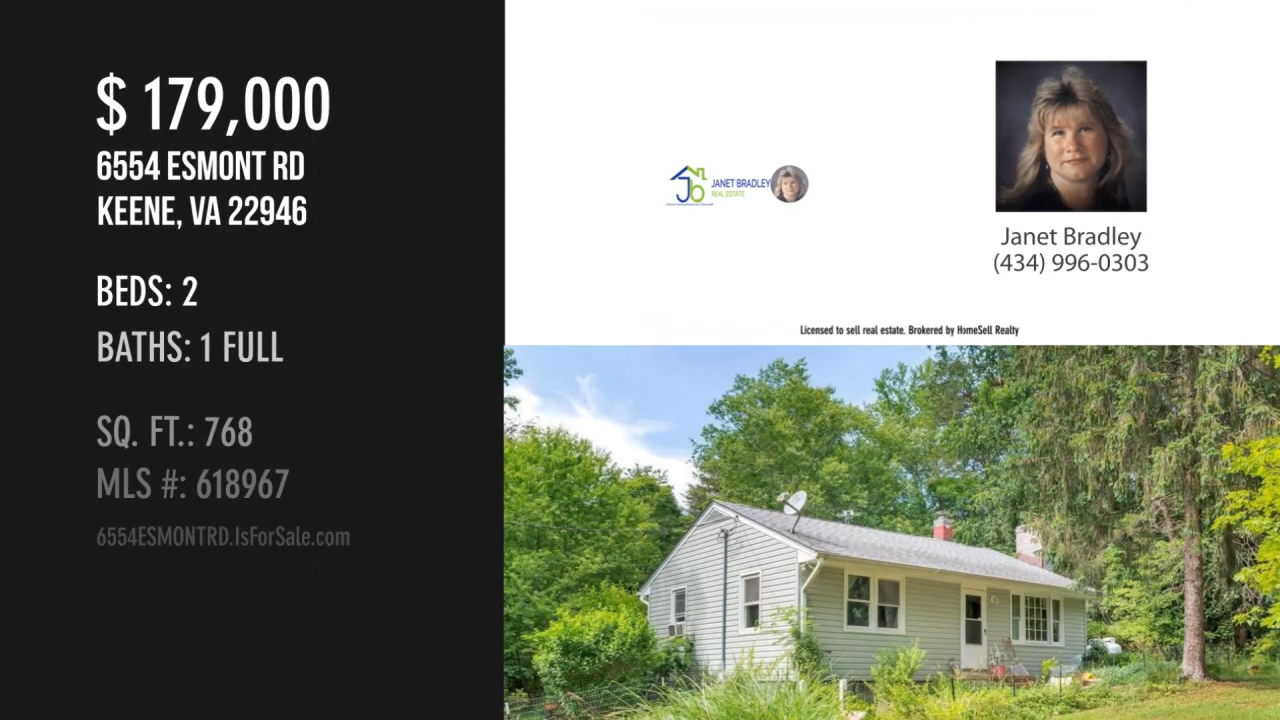 $ 179,000
6554 ESMONT RD
KEENE, VA 22946
BEDS: 2
BATHS: 1 FULL
SQ. FT.: 768
MLS #: 618967
6554ESMONTRD.IsForSale.com
JANET BRADLEY
REAL ESTATE
Janet Bradley
(434) 996-0303
Licensed to sell real estate. Brokered by HomeSell Realty